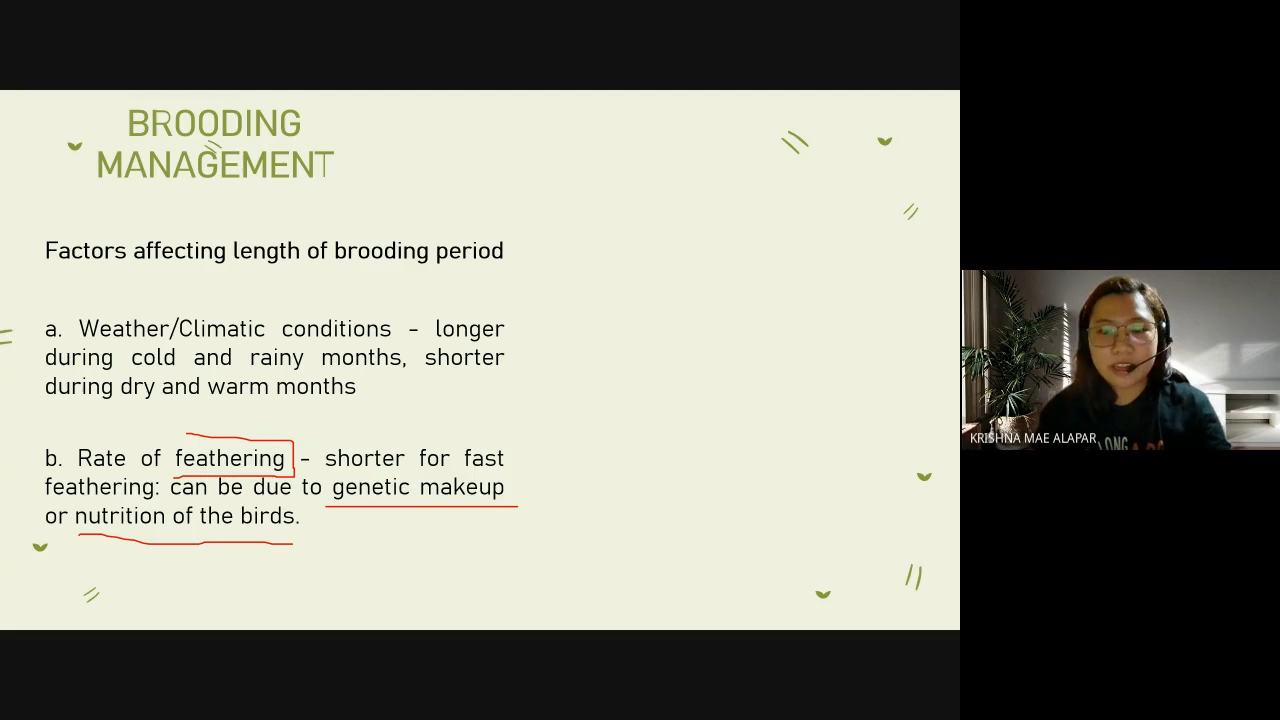 BROODING
MANAGEMENT
Factors affecting length of brooding period
a. Weather/Climatic conditions - longer
during cold and rainy months, shorter
during dry and warm months
b. Rate of feathering - shorter for fast
feathering: can be due to genetic makeup
or nutrition of the birds.
KRISHNA MAE ALAPAR
LONG